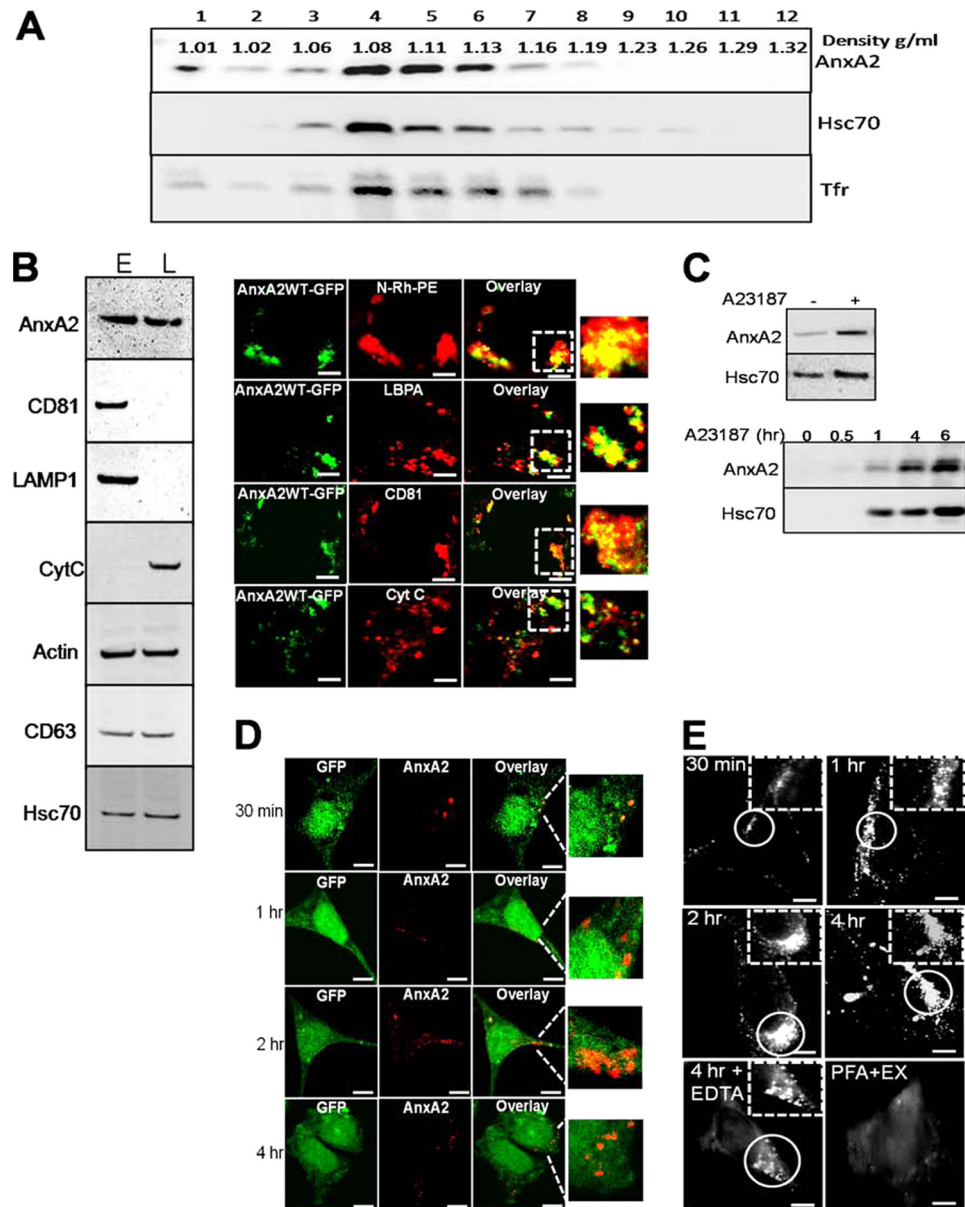 A
1 2 3 4 5 6 7 8 9 10 11 12
1.01 1.02 1.06 1.08 1.11 1.13 1.16 1.19 1.23 1.26 1.29 1.32 Density g/ml
AnxA2
Hsc70
Tfr
B
E L
AnxA2
CD81
LAMP1
CytC
Actin
CD63
Hsc70
AnxA2WT-GFP N-Rh-PE Overlay
AnxA2WT-GFP LBPA Overlay
AnxA2WT-GFP CD81 Overlay
AnxA2WT-GFP Cyt C Overlay
C
A23187 - +
AnxA2
Hsc70
A23187 (hr) 0 0.5 1 4 6
AnxA2
Hsc70
D
GFP AnxA2 Overlay
30 min
GFP AnxA2 Overlay
1 hr
GFP AnxA2 Overlay
2 hr
GFP AnxA2 Overlay
4 hr
E
30 min 1 hr
2 hr 4 hr
4 hr + PFA+EX
EDTA